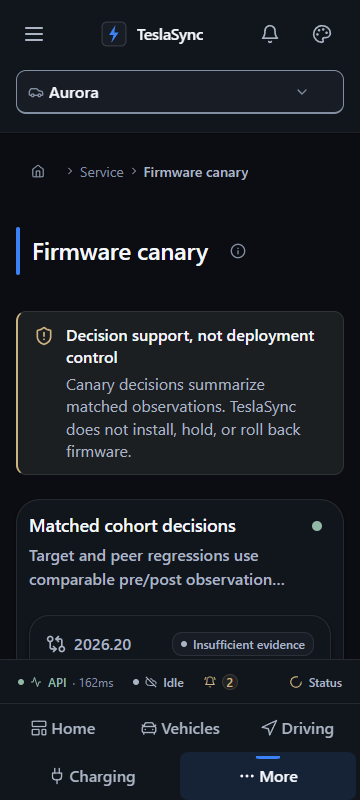 TeslaSync
Aurora
Service
Firmware canary
Firmware canary
Decision support, not deployment
control
Canary decisions summarize
matched observations. TeslaSync
does not install, hold, or roll back
firmware.
Matched cohort decisions
Target and peer regressions use
comparable pre/post observation...
2026.20
Insufficient evidence
API · 162ms
Idle
2
Status
Home
Vehicles
Driving
Charging
More